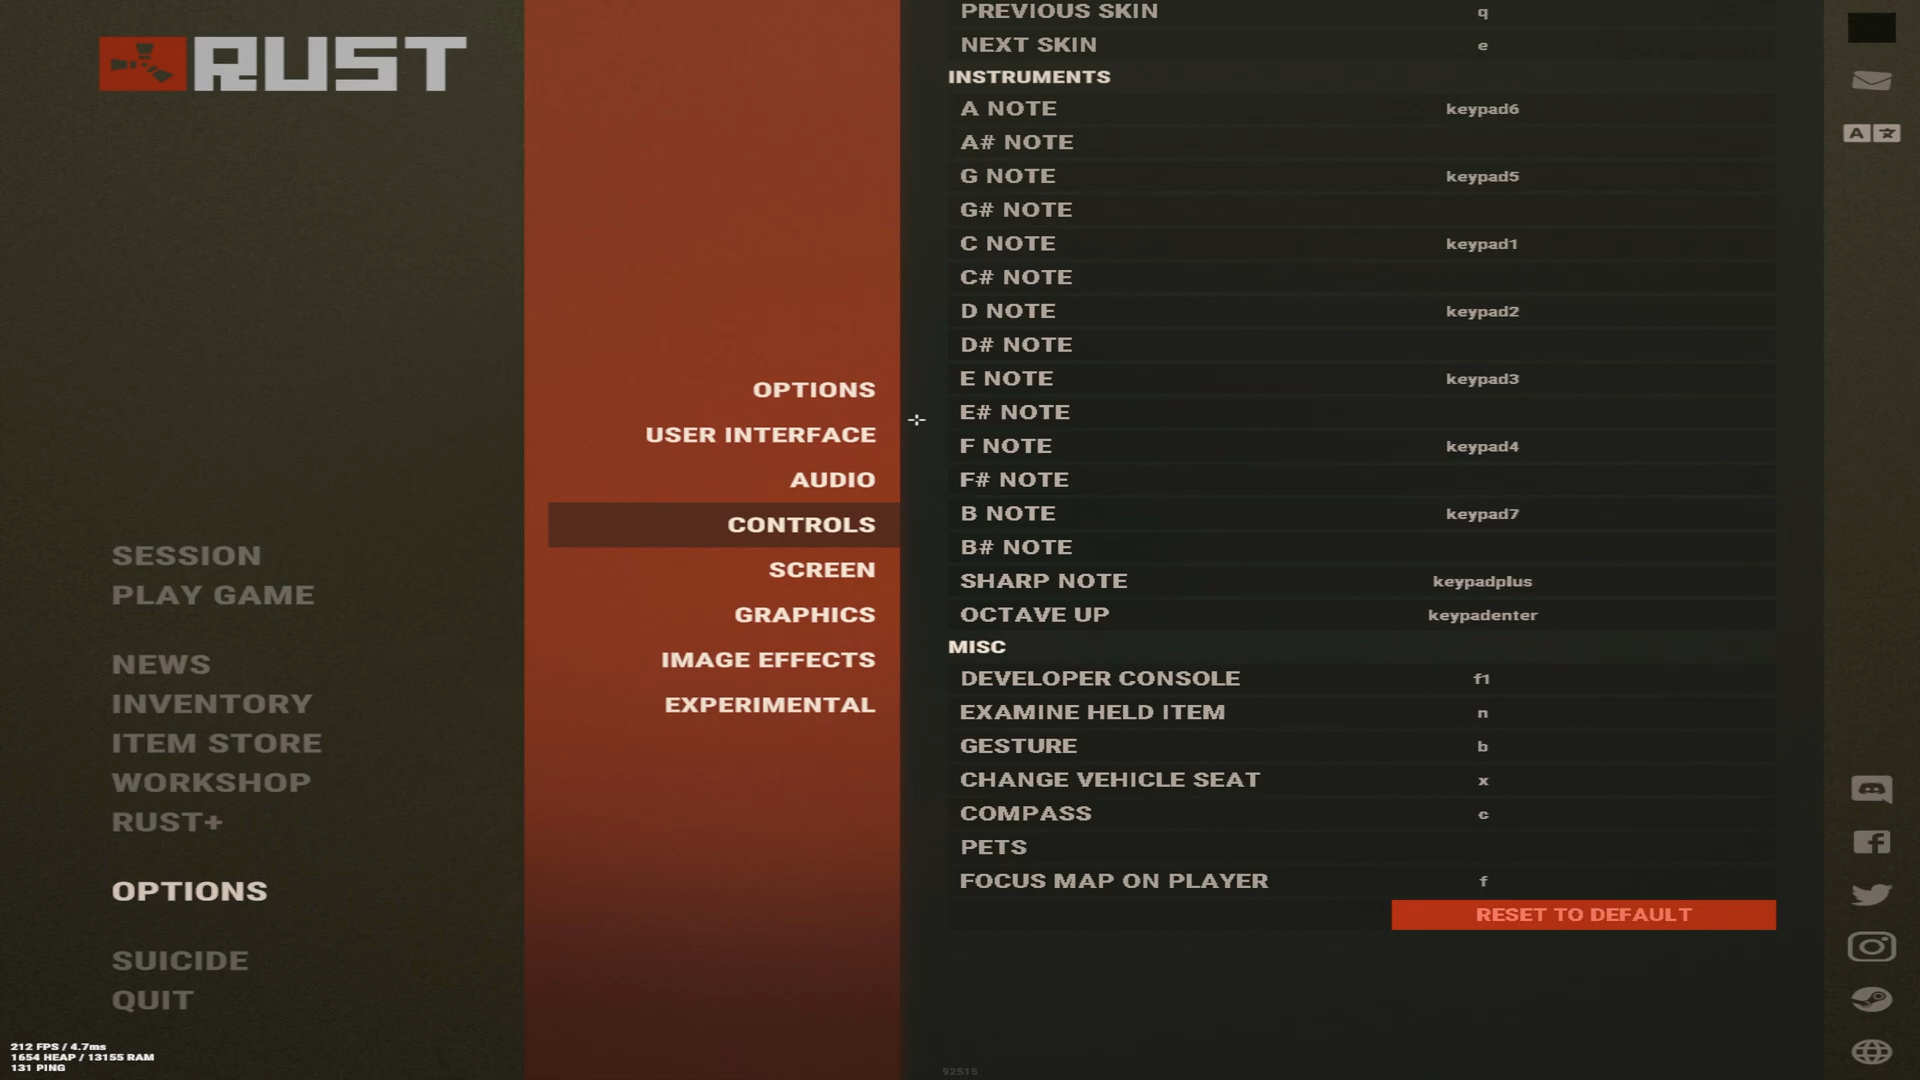 RUST
SESSION
PLAY GAME
NEWS
INVENTORY
ITEM STORE
WORKSHOP
RUST+
OPTIONS
SUICIDE
QUIT
212 FPS / 4.7ms
1654 HEAP / 13155 RAM
131 PING
OPTIONS
USER INTERFACE
AUDIO
CONTROLS
SCREEN
GRAPHICS
IMAGE EFFECTS
EXPERIMENTAL
PREVIOUS SKIN q
NEXT SKIN e
INSTRUMENTS
A NOTE keypad6
A# NOTE
G NOTE keypad5
G# NOTE
C NOTE keypad1
C# NOTE
D NOTE keypad2
D# NOTE
E NOTE keypad3
E# NOTE
F NOTE keypad4
F# NOTE
B NOTE keypad7
B# NOTE
SHARP NOTE keypadplus
OCTAVE UP keypadenter
MISC
DEVELOPER CONSOLE f1
EXAMINE HELD ITEM n
GESTURE b
CHANGE VEHICLE SEAT x
COMPASS c
PETS
FOCUS MAP ON PLAYER f
RESET TO DEFAULT
92515
A